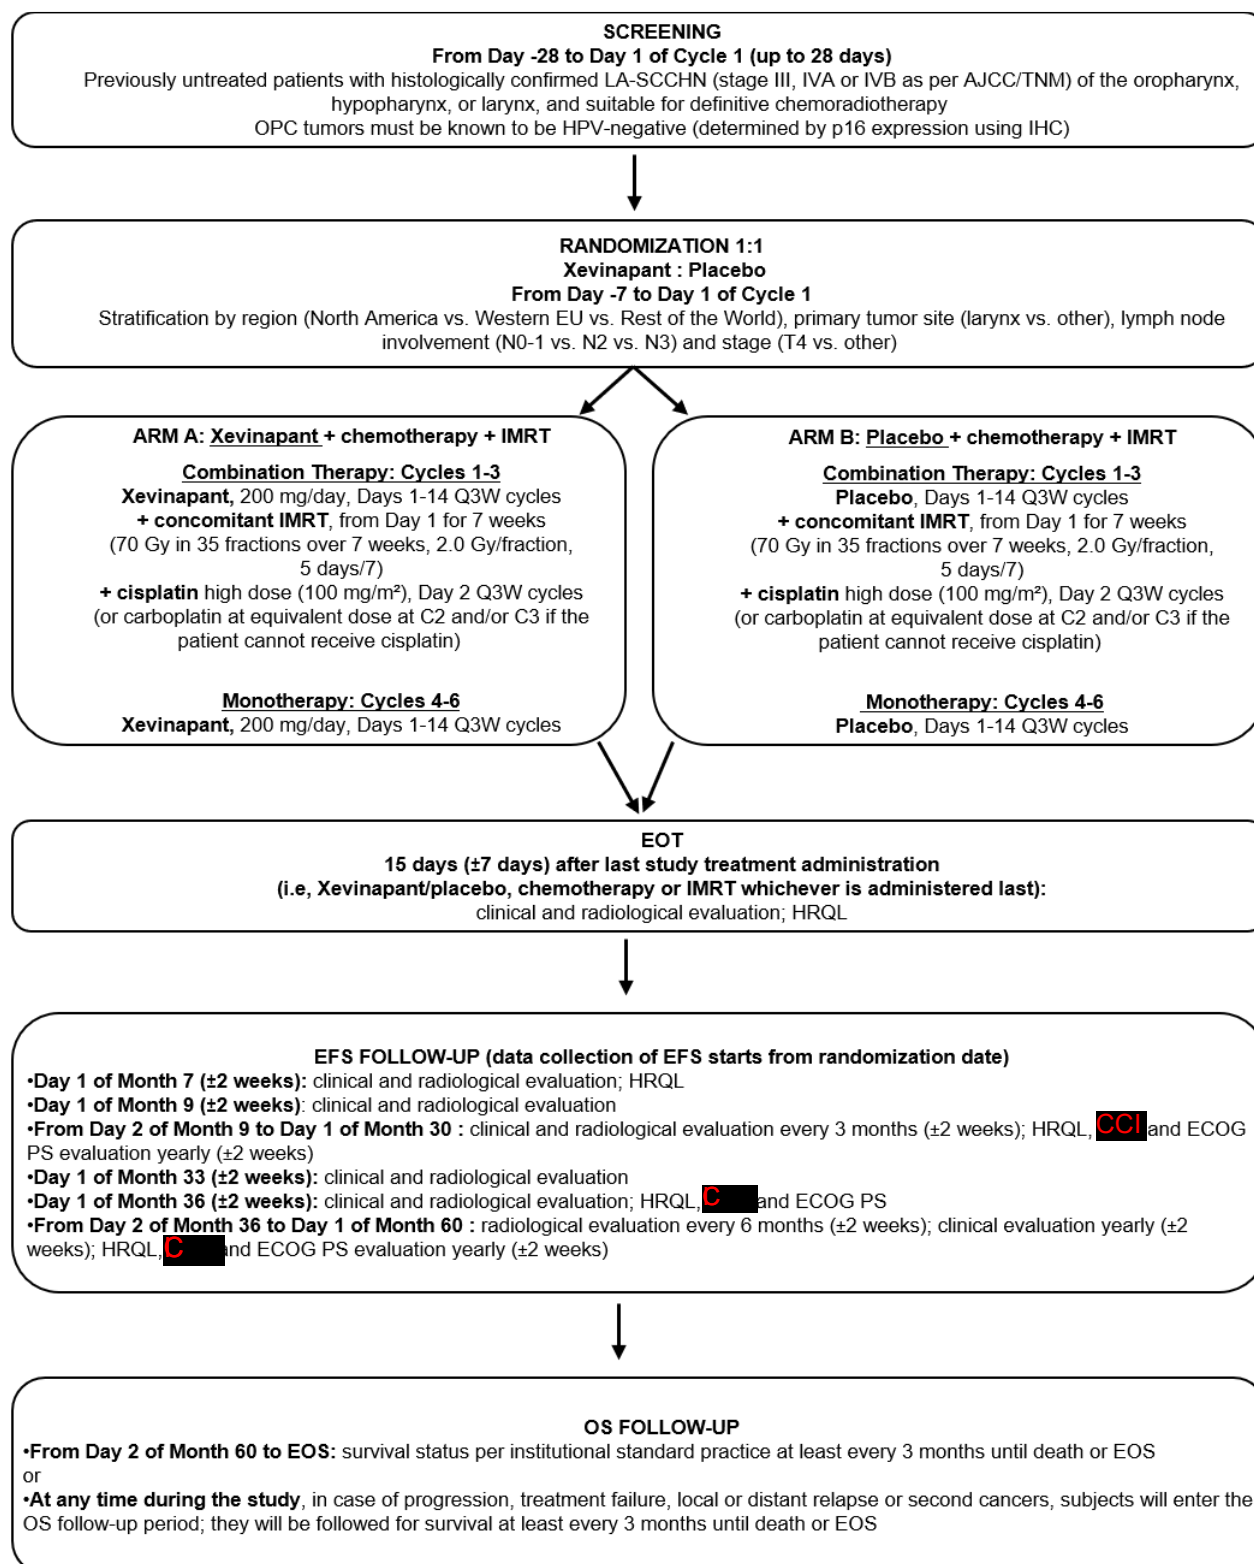 SCREENING
From Day -28 to Day 1 of Cycle 1 (up to 28 days)
Previously untreated patients with histologically confirmed LA-SCCHN (stage III, IVA or IVB as per AJCC/TNM) of the oropharynx,
hypopharynx, or larynx, and suitable for definitive chemoradiotherapy
OPC tumors must be known to be HPV-negative (determined by p16 expression using IHC)
RANDOMIZATION 1:1
Xevinapant : Placebo
From Day -7 to Day 1 of Cycle 1
Stratification by region (North America vs. Western EU vs. Rest of the World), primary tumor site (larynx vs. other), lymph node
involvement (N0-1 vs. N2 vs. N3) and stage (T4 vs. other)
ARM A: Xevinapant + chemotherapy + IMRT
Combination Therapy: Cycles 1-3
Xevinapant, 200 mg/day, Days 1-14 Q3W cycles
+ concomitant IMRT, from Day 1 for 7 weeks
(70 Gy in 35 fractions over 7 weeks, 2.0 Gy/fraction,
5 days/7)
+ cisplatin high dose (100 mg/m²), Day 2 Q3W cycles
(or carboplatin at equivalent dose at C2 and/or C3 if the
patient cannot receive cisplatin)
Monotherapy: Cycles 4-6
Xevinapant, 200 mg/day, Days 1-14 Q3W cycles
ARM B: Placebo + chemotherapy + IMRT
Combination Therapy: Cycles 1-3
Placebo, Days 1-14 Q3W cycles
+ concomitant IMRT, from Day 1 for 7 weeks
(70 Gy in 35 fractions over 7 weeks, 2.0 Gy/fraction,
5 days/7)
+ cisplatin high dose (100 mg/m²), Day 2 Q3W cycles
(or carboplatin at equivalent dose at C2 and/or C3 if the
patient cannot receive cisplatin)
Monotherapy: Cycles 4-6
Placebo, Days 1-14 Q3W cycles
EOT
15 days (±7 days) after last study treatment administration
(i.e, Xevinapant/placebo, chemotherapy or IMRT whichever is administered last):
clinical and radiological evaluation; HRQL
EFS FOLLOW-UP (data collection of EFS starts from randomization date)
•Day 1 of Month 7 (±2 weeks): clinical and radiological evaluation; HRQL
•Day 1 of Month 9 (±2 weeks): clinical and radiological evaluation
•From Day 2 of Month 9 to Day 1 of Month 30 : clinical and radiological evaluation every 3 months (±2 weeks); HRQL, CCI and ECOG
PS evaluation yearly (±2 weeks)
•Day 1 of Month 33 (±2 weeks): clinical and radiological evaluation
•Day 1 of Month 36 (±2 weeks): clinical and radiological evaluation; HRQL, C and ECOG PS
•From Day 2 of Month 36 to Day 1 of Month 60 : radiological evaluation every 6 months (±2 weeks); clinical evaluation yearly (±2
weeks); HRQL, C and ECOG PS evaluation yearly (±2 weeks)
OS FOLLOW-UP
•From Day 2 of Month 60 to EOS: survival status per institutional standard practice at least every 3 months until death or EOS
or
•At any time during the study, in case of progression, treatment failure, local or distant relapse or second cancers, subjects will enter the
OS follow-up period; they will be followed for survival at least every 3 months until death or EOS